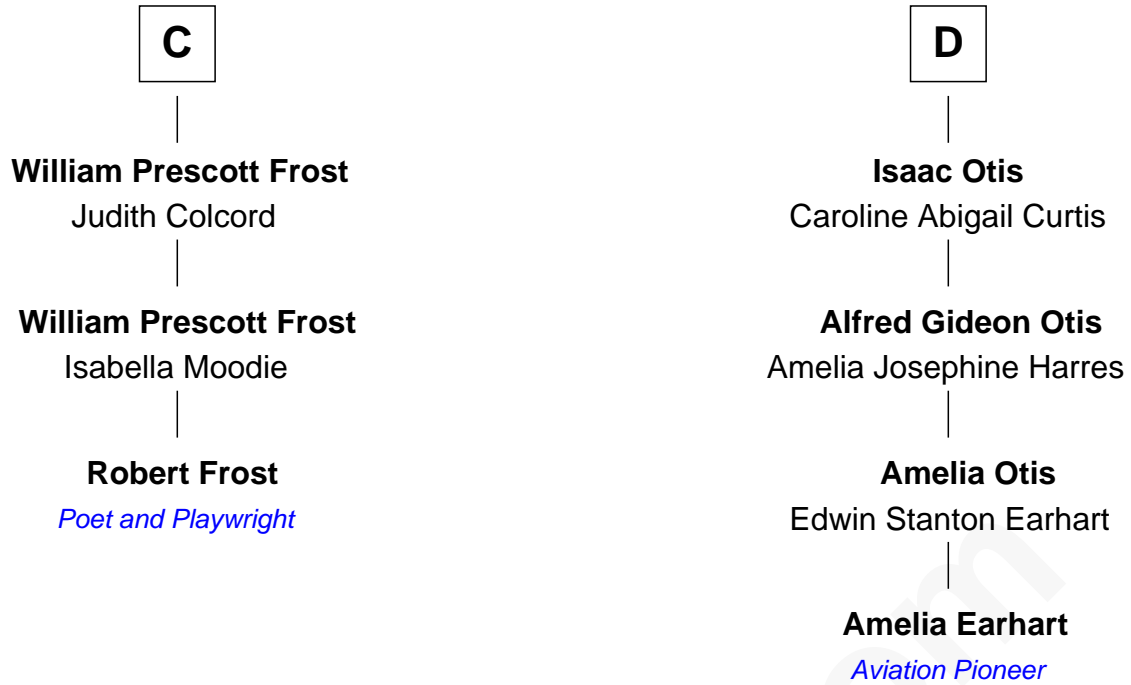 C
William Prescott Frost
Judith Colcord
William Prescott Frost
Isabella Moodie
Robert Frost
Poet and Playwright
D
Isaac Otis
Caroline Abigail Curtis
Alfred Gideon Otis
Amelia Josephine Harres
Amelia Otis
Edwin Stanton Earhart
Amelia Earhart
Aviation Pioneer